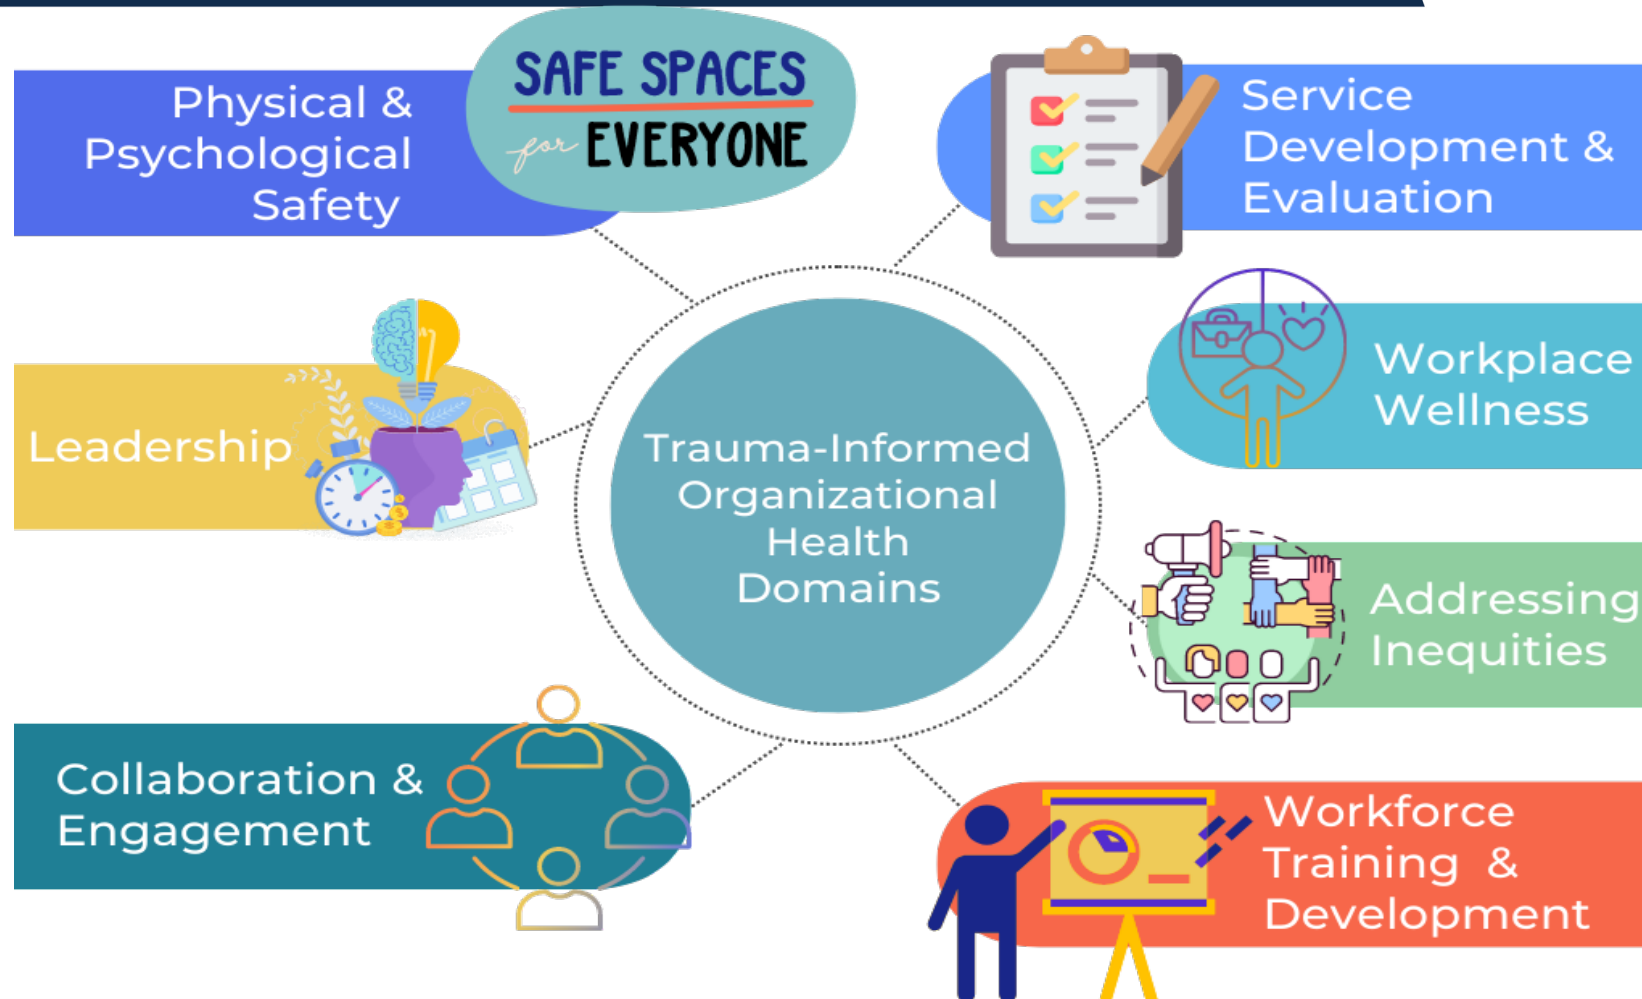 Physical &
Psychological
Safety
SAFE SPACES
for EVERYONE
Service
Development &
Evaluation
Leadership
Trauma-Informed
Organizational
Health
Domains
Workplace
Wellness
Addressing
Inequities
Collaboration &
Engagement
Workforce
Training &
Development